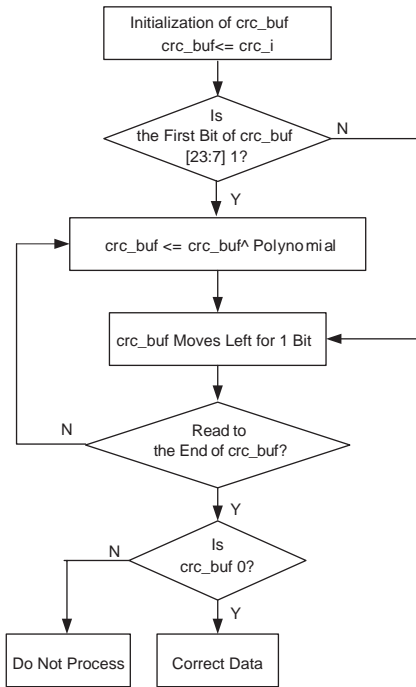 Initialization of crc_buf
crc_buf<= crc_i
Is
the First Bit of crc_buf
[23:7] 1?
N
Y
crc_buf <= crc_buf^ Polynomial
crc_buf Moves Left for 1 Bit
N
Read to
the End of crc_buf?
Y
N
Is
crc_buf 0?
Y
Do Not Process
Correct Data